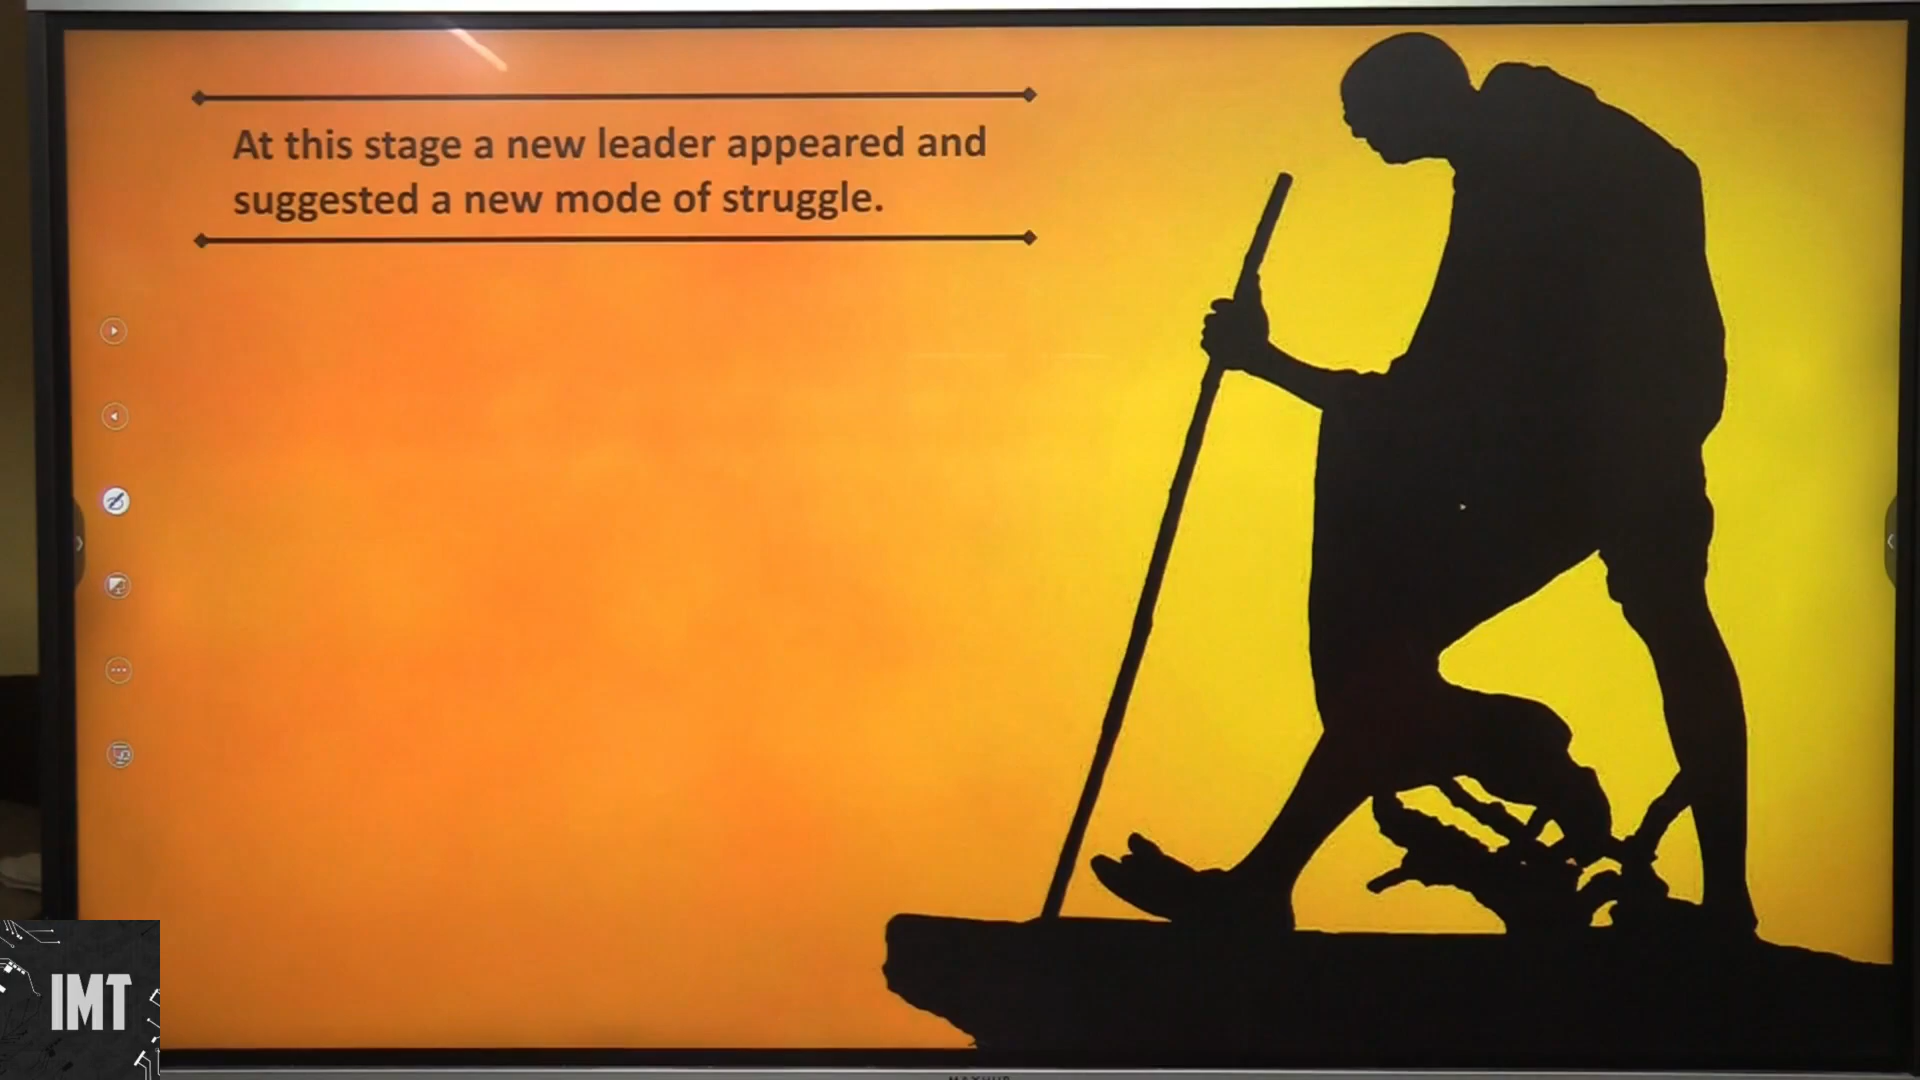 At this stage a new leader appeared and
suggested a new mode of struggle.
IMT